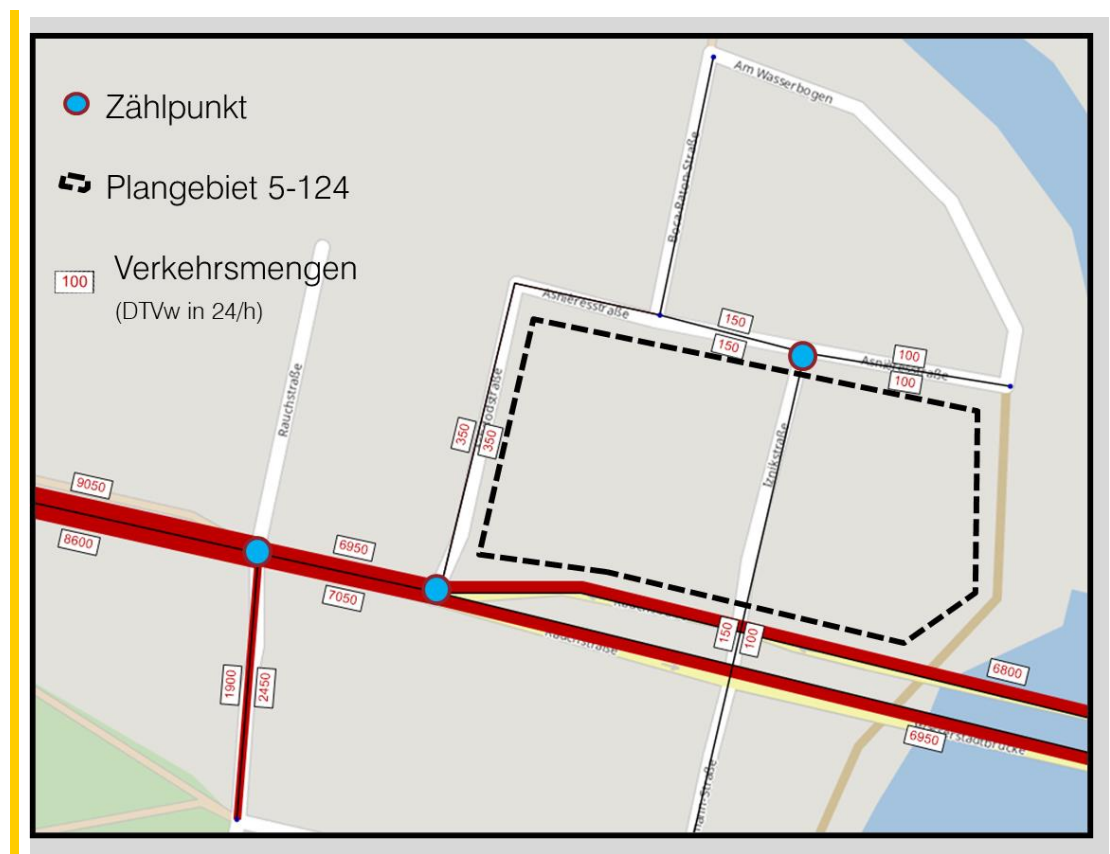 Zählpunkt
Plangebiet 5-124
100
Verkehrsmengen
(DTVw in 24/h)
Am Wasserbogen
Boca-Raton-Straße
Asnièresstraße
150
150
100
Asnièresstraße
100
350
350
Rauchstraße
Iznikstraße
9050
8600
6950
7050
150
100
Rauchstraße
1900
2450
6800
6950